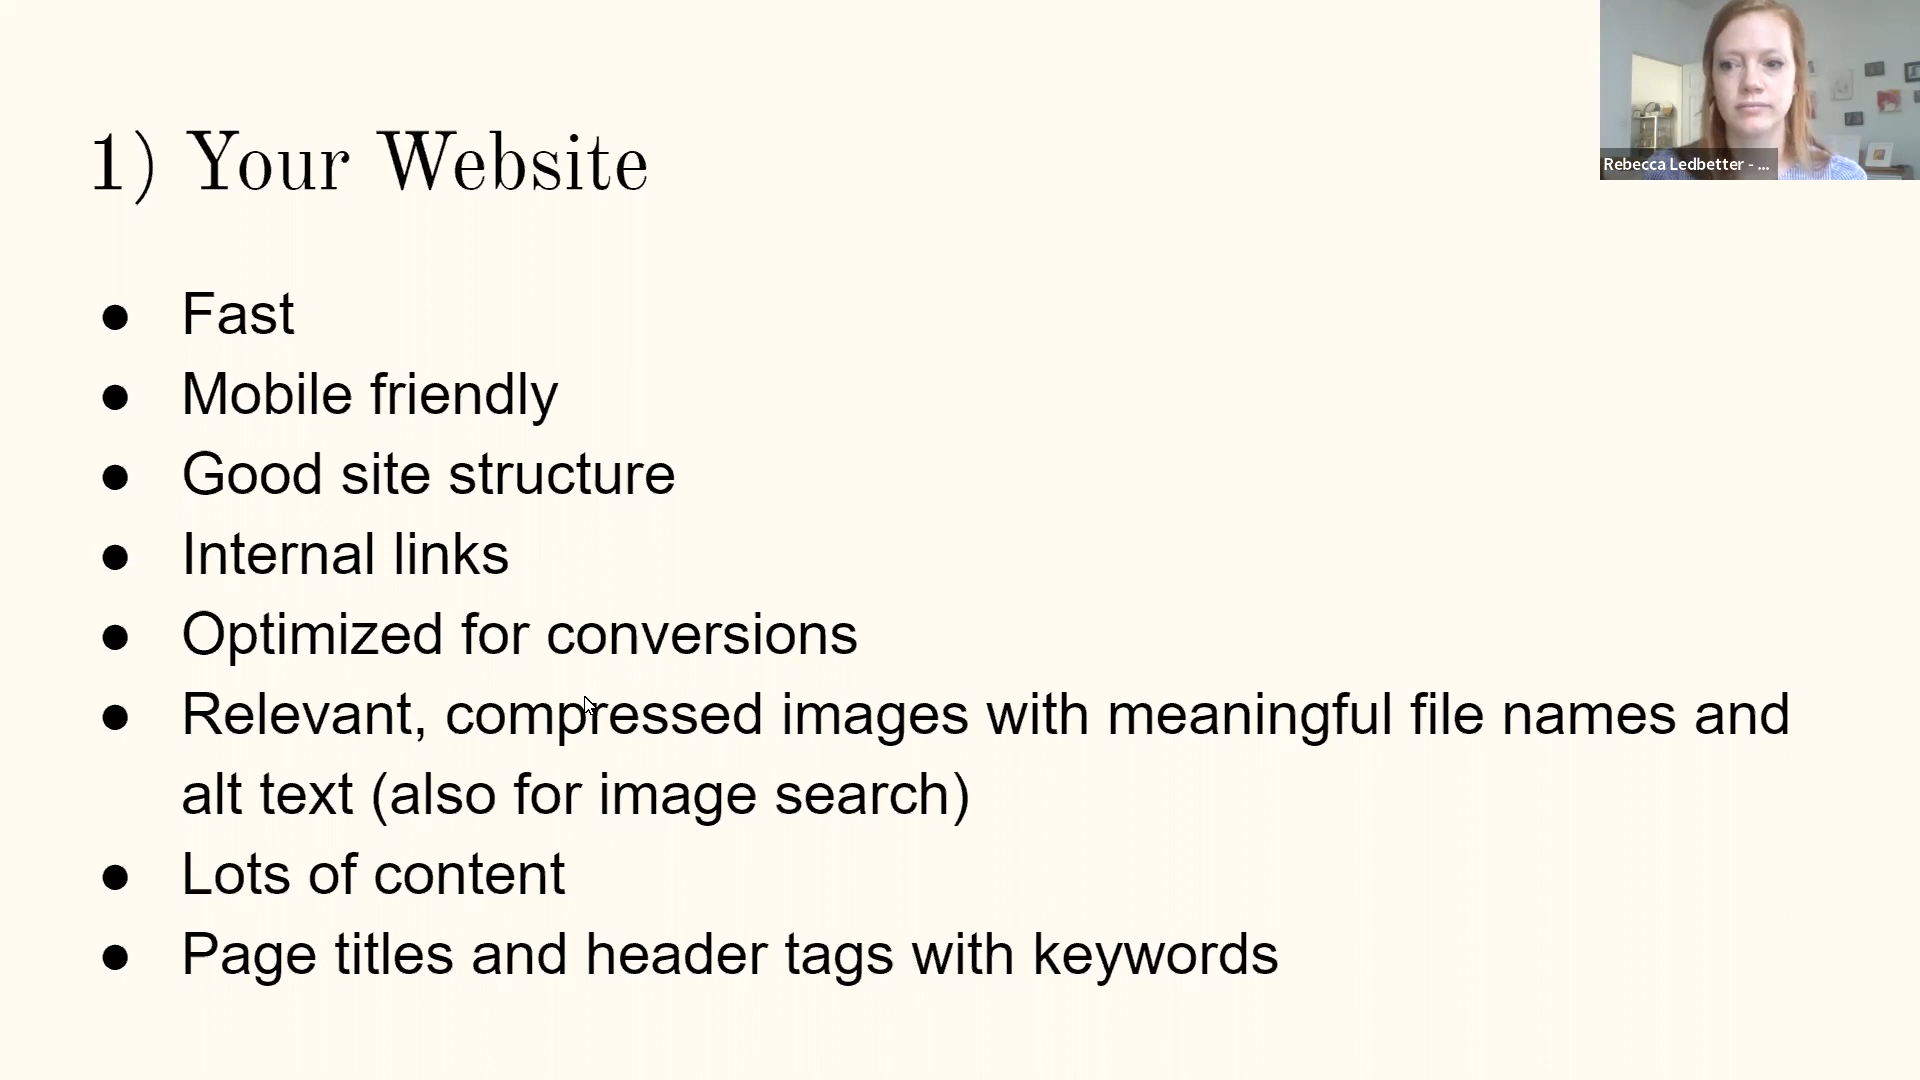 1) Your Website
Rebecca Ledbetter - ...
● Fast
● Mobile friendly
● Good site structure
● Internal links
● Optimized for conversions
● Relevant, compressed images with meaningful file names and
alt text (also for image search)
● Lots of content
● Page titles and header tags with keywords